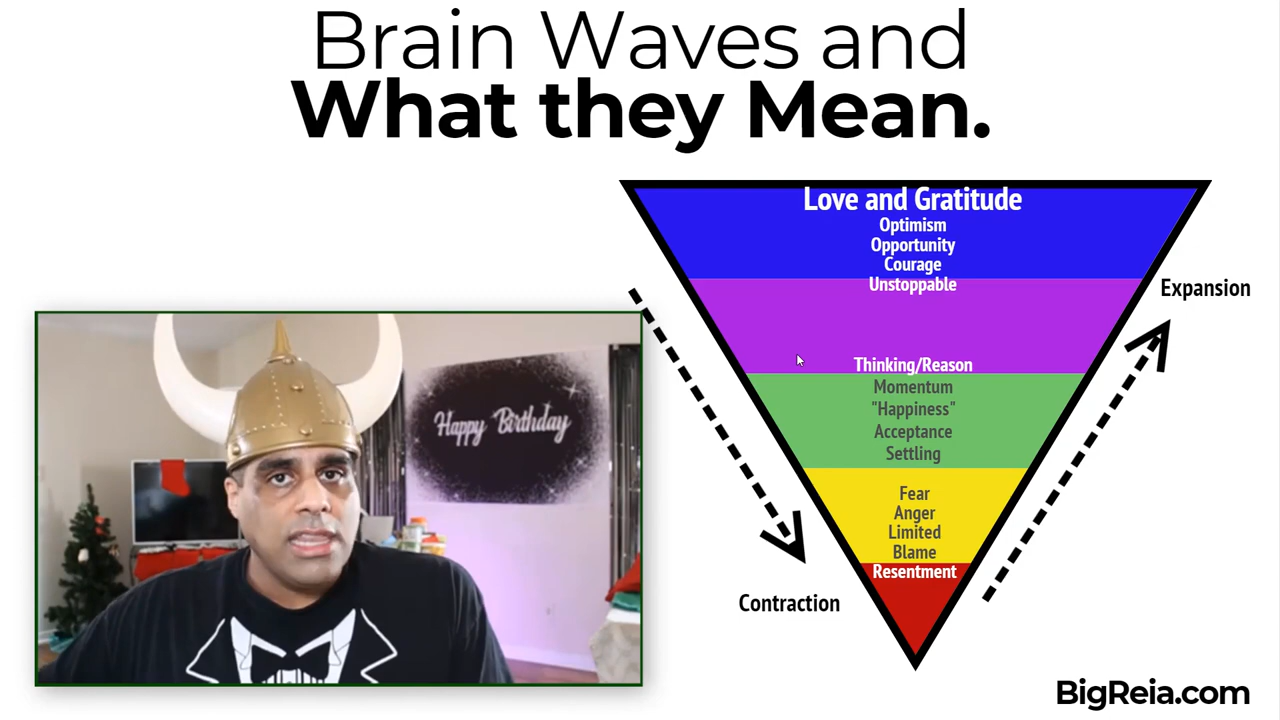 Brain Waves and
What they Mean.
Love and Gratitude
Optimism
Opportunity
Courage
Unstoppable
Expansion
Thinking/Reason
Momentum
"Happiness"
Acceptance
Settling
Happy Birthday
Fear
Anger
Limited
Blame
Resentment
Contraction
BigReia.com